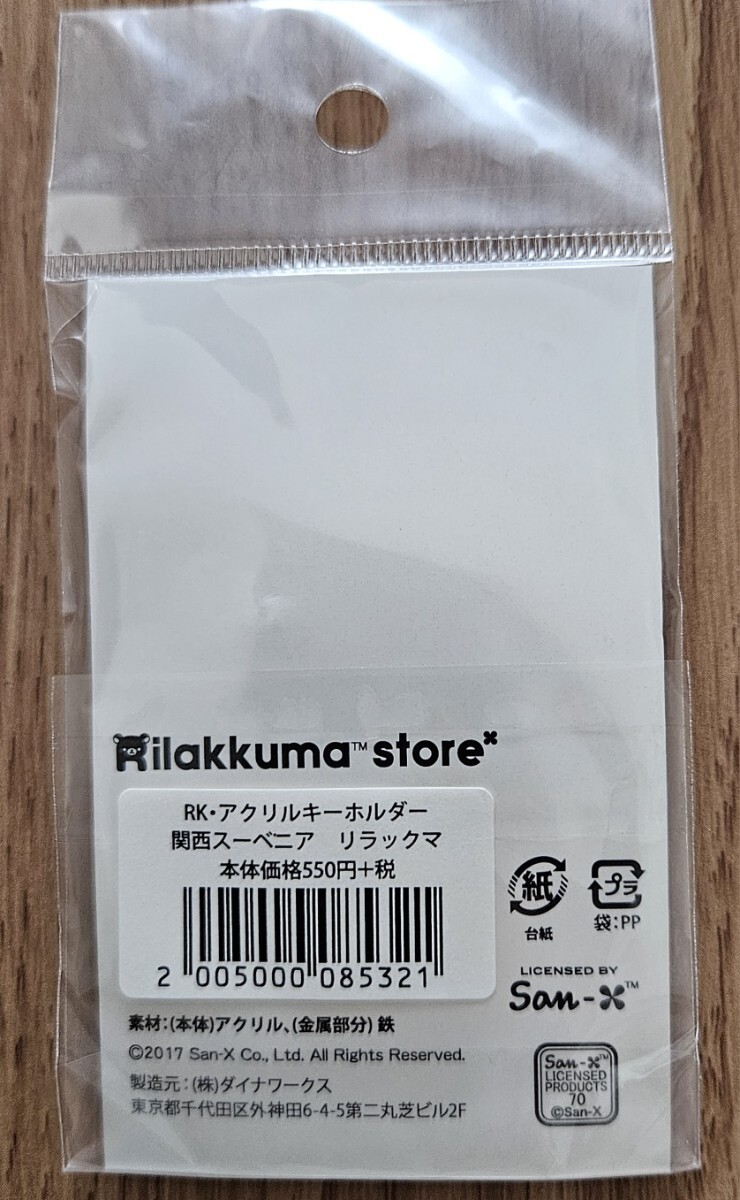 Rilakkuma™ store
RK・アクリルキーホルダー
関西スーベニア　リラックマ
本体価格550円+税
2 005000 085321
紙
台紙
プラ
袋:PP
LICENSED BY
San-X™
素材:(本体)アクリル、(金属部分) 鉄
©2017 San-X Co., Ltd. All Rights Reserved.
製造元:(株)ダイナワークス
東京都千代田区外神田6-4-5第二丸芝ビル2F
San-X™
LICENSED
PRODUCTS
70
©San-X